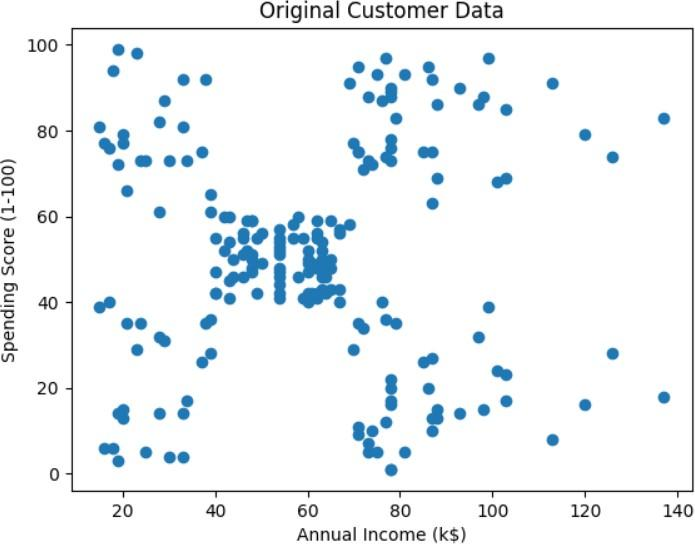 Original Customer Data
100
80
60
40
20
0
Spending Score (1-100)
20 40 60 80 100 120 140
Annual Income (k$)